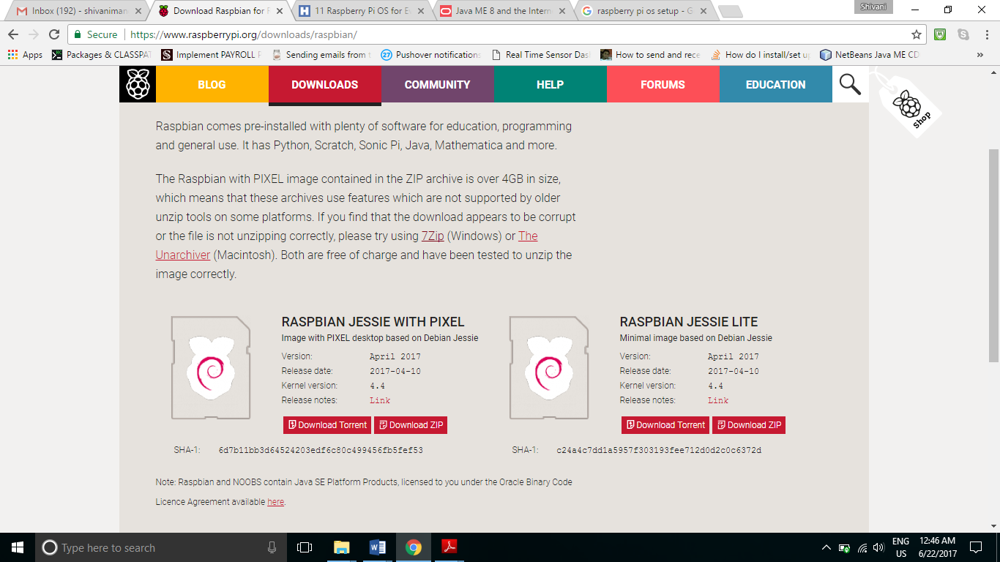 Inbox (192) - shivaniman
Download Raspbian for R
11 Raspberry Pi OS for E
Java ME 8 and the Intern
raspberry pi os setup - G
Shivani
Secure
https://www.raspberrypi.org/downloads/raspbian/
Apps
Packages & CLASSPAT
Implement PAYROLL F
Sending emails from t
Pushover notifications
Real Time Sensor Das
How to send and rece
How do I install/set u
NetBeans Java ME CD
»
BLOG
DOWNLOADS
COMMUNITY
HELP
FORUMS
EDUCATION
Shop
Raspbian comes pre-installed with plenty of software for education, programming
and general use. It has Python, Scratch, Sonic Pi, Java, Mathematica and more.
The Raspbian with PIXEL image contained in the ZIP archive is over 4GB in size,
which means that these archives use features which are not supported by older
unzip tools on some platforms. If you find that the download appears to be corrupt
or the file is not unzipping correctly, please try using 7Zip (Windows) or The
Unarchiver (Macintosh). Both are free of charge and have been tested to unzip the
image correctly.
RASPBIAN JESSIE WITH PIXEL
Image with PIXEL desktop based on Debian Jessie
Version: April 2017
Release date: 2017-04-10
Kernel version: 4.4
Release notes: Link
Download Torrent
Download ZIP
SHA-1: 6d7b11bb3d64524203edf6c80c499456fb5fef53
RASPBIAN JESSIE LITE
Minimal image based on Debian Jessie
Version: April 2017
Release date: 2017-04-10
Kernel version: 4.4
Release notes: Link
Download Torrent
Download ZIP
SHA-1: c24a4c7dd1a5957f303193fee712d0d2c0c6372d
Note: Raspbian and NOOBS contain Java SE Platform Products, licensed to you under the Oracle Binary Code
Licence Agreement available here.
Type here to search
ENG
US
12:46 AM
6/22/2017